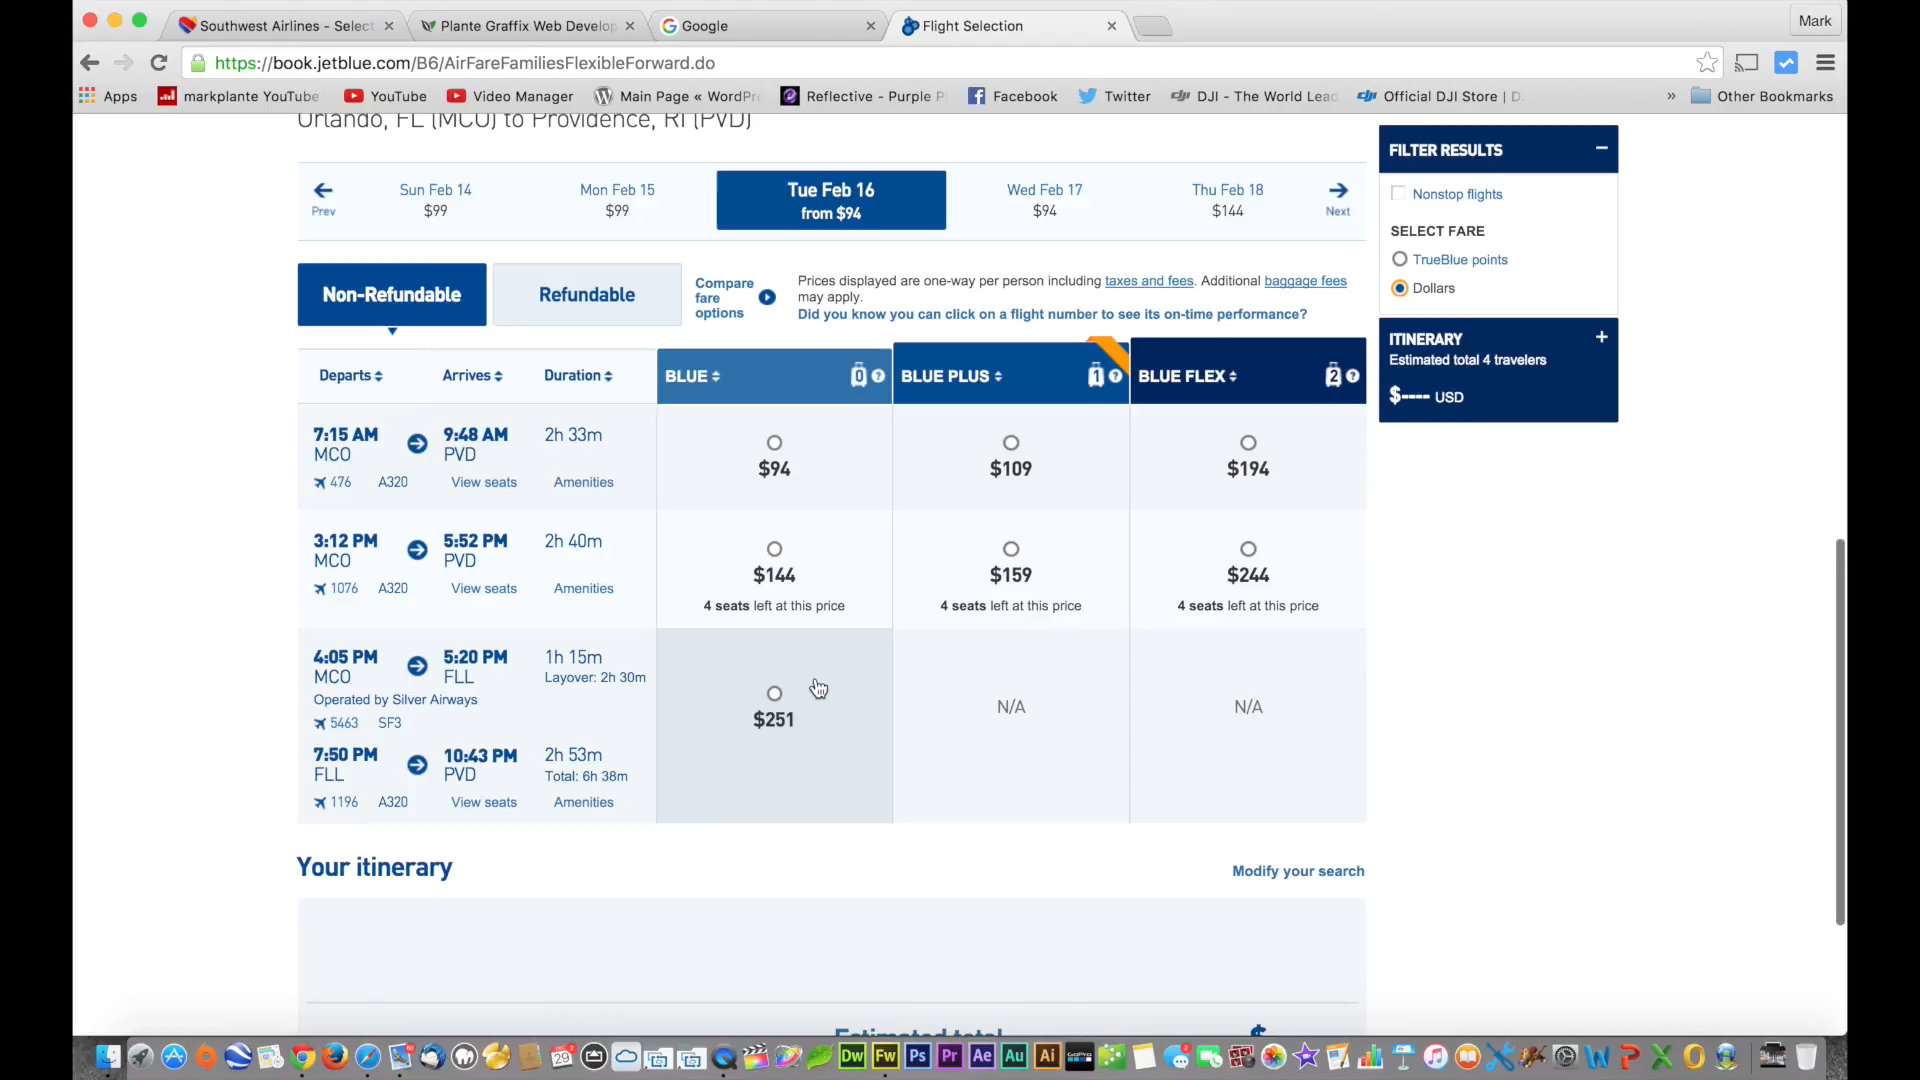 Southwest Airlines - Select
Plante Graffix Web Develop
Google
Flight Selection
Mark
https://book.jetblue.com/B6/AirFareFamiliesFlexibleForward.do
Apps
markplante YouTube
YouTube
Video Manager
Main Page « WordPre
Reflective - Purple P
Facebook
Twitter
DJI - The World Lead
Official DJI Store | D
»
Other Bookmarks
Orlando, FL (MCO) to Providence, RI (PVD)
Prev
Sun Feb 14
$99
Mon Feb 15
$99
Tue Feb 16
from $94
Wed Feb 17
$94
Thu Feb 18
$144
Next
Non-Refundable
Refundable
Compare
fare
options
Prices displayed are one-way per person including taxes and fees. Additional baggage fees
may apply.
Did you know you can click on a flight number to see its on-time performance?
Departs
Arrives
Duration
BLUE
0 ?
BLUE PLUS
1 ?
BLUE FLEX
2 ?
7:15 AM
MCO
9:48 AM
PVD
2h 33m
476 A320 View seats Amenities
$94
$109
$194
3:12 PM
MCO
5:52 PM
PVD
2h 40m
1076 A320 View seats Amenities
$144
4 seats left at this price
$159
4 seats left at this price
$244
4 seats left at this price
4:05 PM
MCO
5:20 PM
FLL
1h 15m
Layover: 2h 30m
Operated by Silver Airways
5463 SF3
7:50 PM
FLL
10:43 PM
PVD
2h 53m
Total: 6h 38m
1196 A320 View seats Amenities
$251
N/A
N/A
FILTER RESULTS
Nonstop flights
SELECT FARE
TrueBlue points
Dollars
ITINERARY
Estimated total 4 travelers
$---- USD
Your itinerary
Modify your search
Estimated total
$
29
Dw
Fw
Ps
Pr
Ae
Au
Ai
GoPro